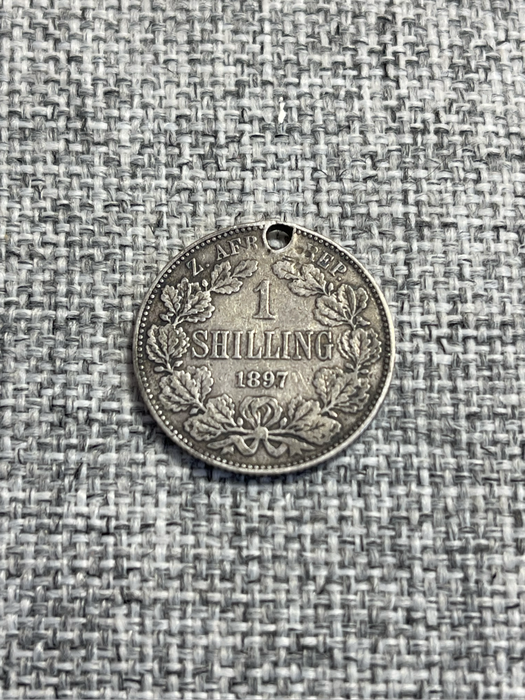 Z. AFR. REP.
1
SHILLING
1897